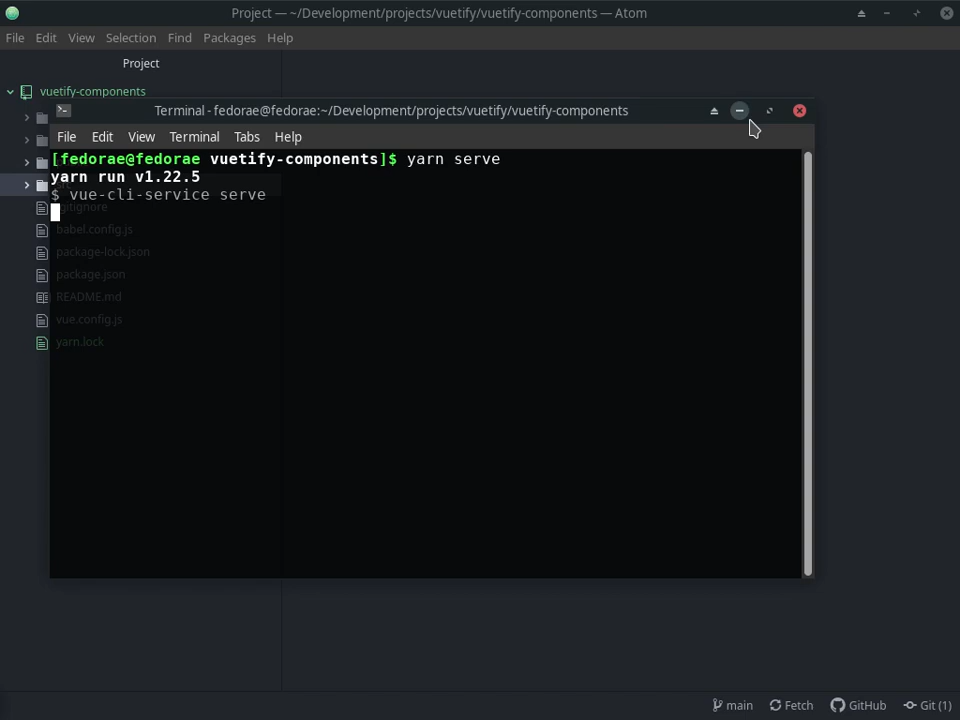 Project — ~/Development/projects/vuetify/vuetify-components — Atom
File Edit View Selection Find Packages Help
Project
vuetify-components
Terminal - fedorae@fedorae:~/Development/projects/vuetify/vuetify-components
File Edit View Terminal Tabs Help
[fedorae@fedorae vuetify-components]$ yarn serve
yarn run v1.22.5
$ vue-cli-service serve
.gitignore
babel.config.js
package-lock.json
package.json
README.md
vue.config.js
yarn.lock
main Fetch GitHub Git (1)